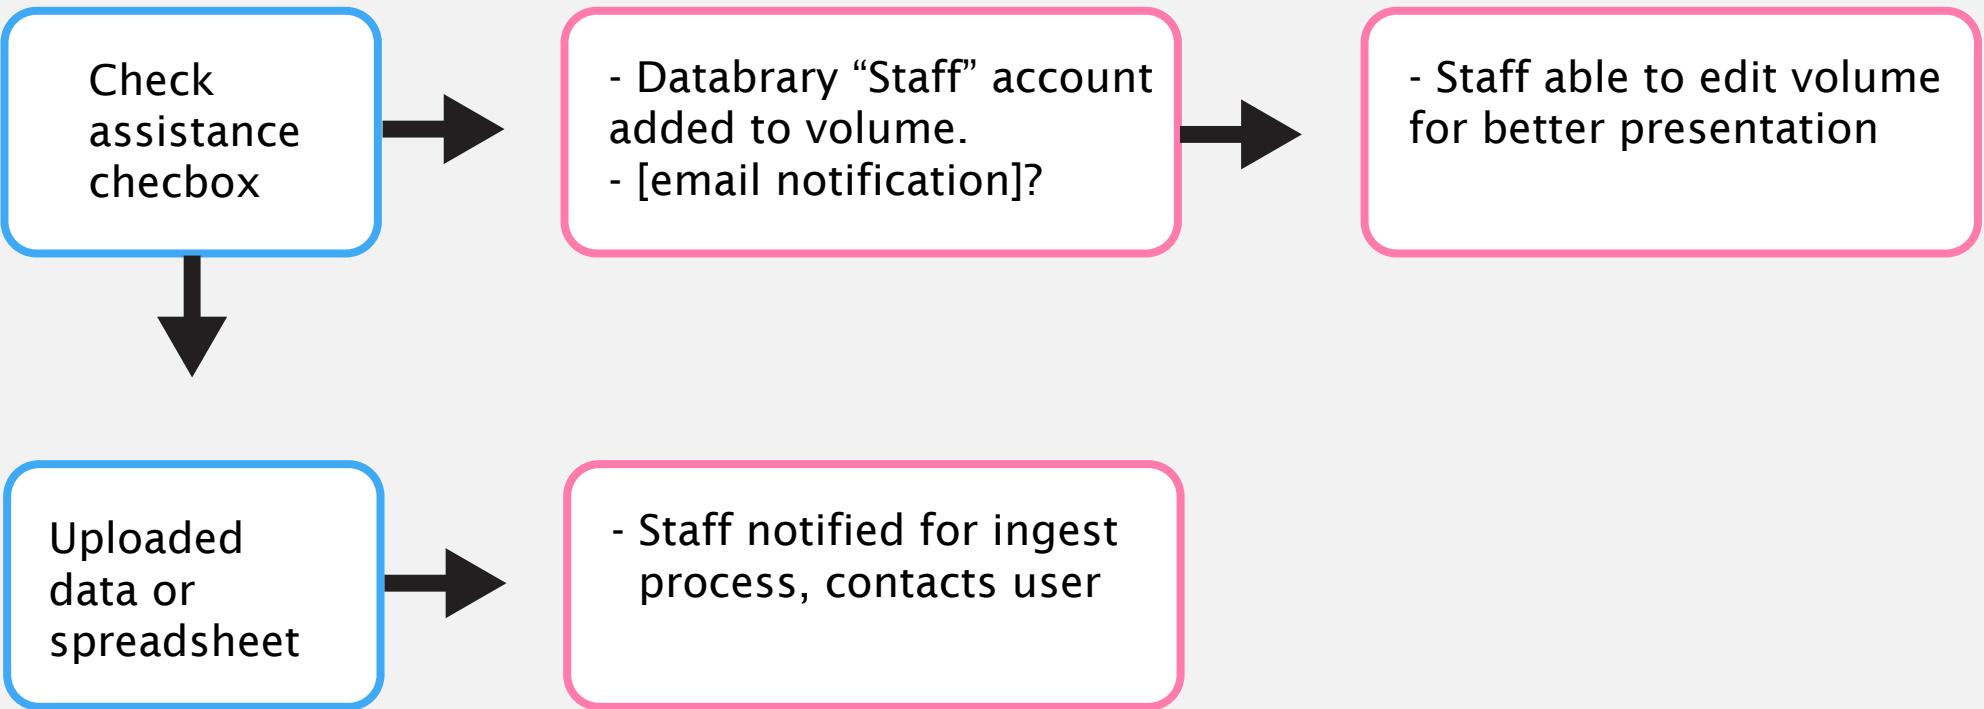 Check
assistance
checbox
- Databrary “Staff” account
added to volume.
- [email notification]?
- Staff able to edit volume
for better presentation
Uploaded
data or
spreadsheet
- Staff notified for ingest
process, contacts user